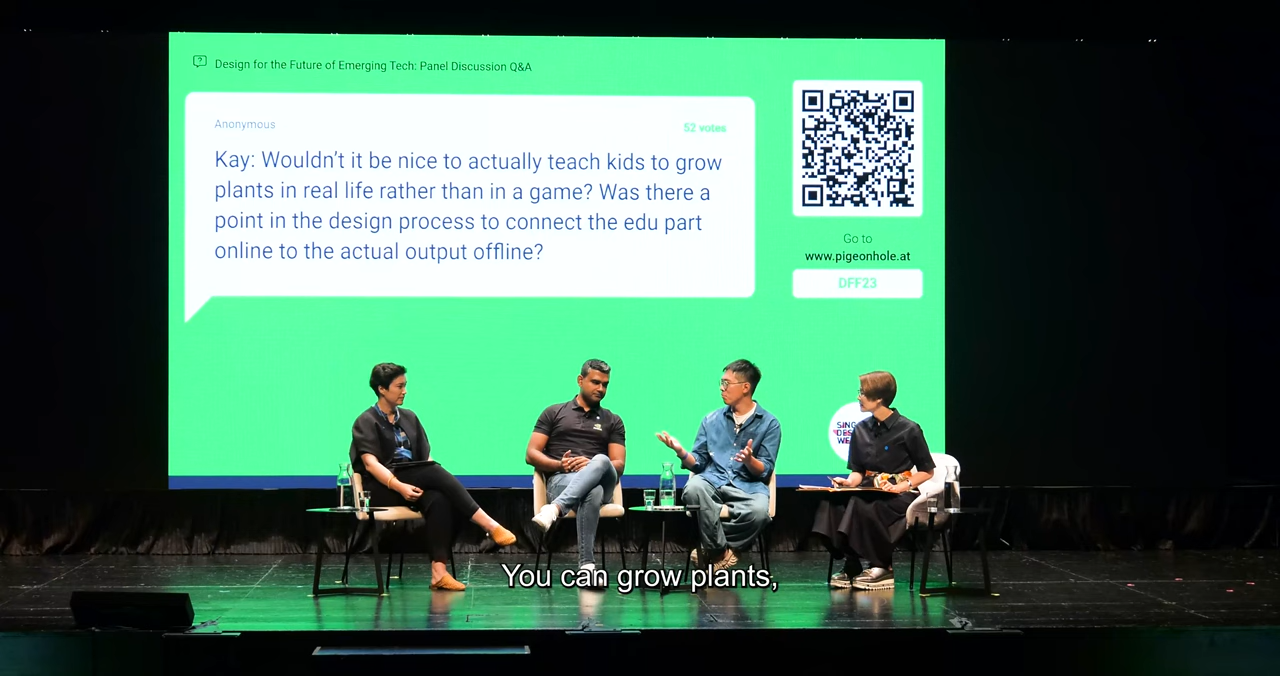 Design for the Future of Emerging Tech: Panel Discussion Q&A
Anonymous
52 votes
Kay: Wouldn't it be nice to actually teach kids to grow
plants in real life rather than in a game? Was there a
point in the design process to connect the edu part
online to the actual output offline?
Go to
www.pigeonhole.at
DFF23
SING
DES
WE
You can grow plants,